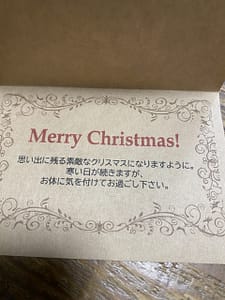 Merry Christmas!
思い出に残る素敵なクリスマスになりますように。
寒い日が続きますが、
お体に気を付けてお過ごし下さい。